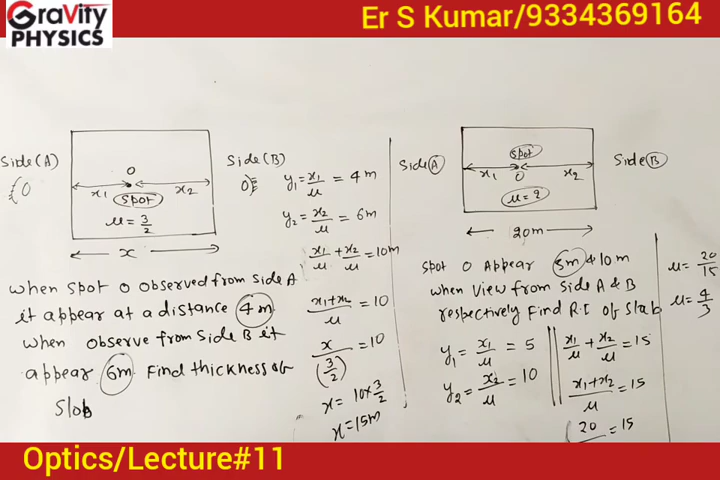 GraVity
PHYSICS
Er S Kumar/9334369164
Side(A)
O
x1
x2
Spot
μ = 3/2
x
Side(B)
y1 = x1/μ = 4m
y2 = x2/μ = 6m
x1/μ + x2/μ = 10m
x1+x2/μ = 10
x/(3/2) = 10
x = 10×3/2
x = 15m
when spot O observed from side A
it appear at a distance 4m
when observe from side B it
appear 6m Find thickness of
Slab
Side A
spot
x1
O
x2
μ = ?
Side B
20m
Spot O Appear 5m & 10m
when view from side A & B
respectively Find R.I of Slab
y1 = x1/μ = 5
y2 = x2/μ = 10
x1/μ + x2/μ = 15
x1+x2/μ = 15
20 = 15
μ = 20/15
μ = 4/3
Optics/Lecture#11